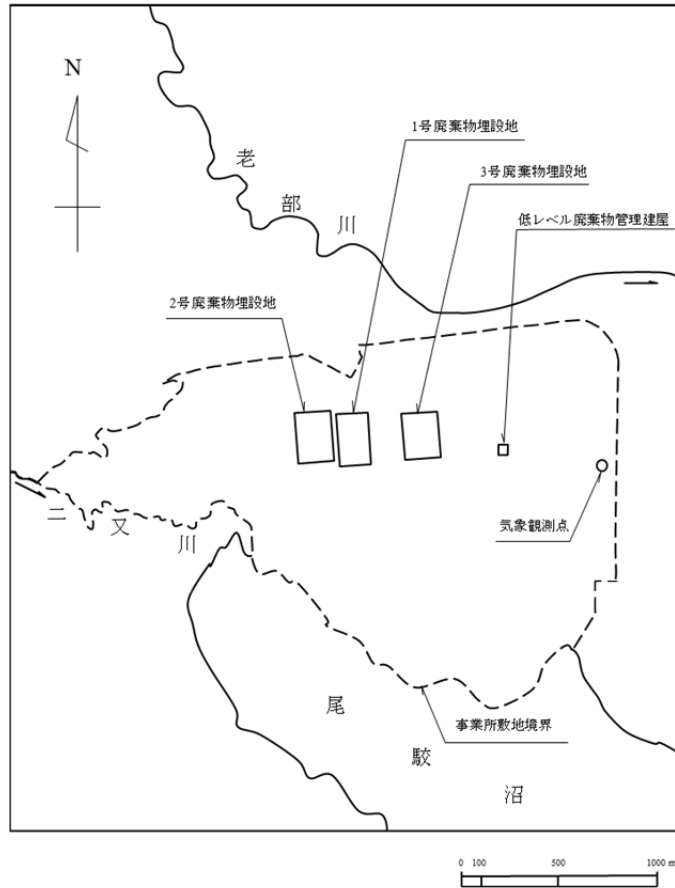 N
1号廃棄物埋設地
老部川
3号廃棄物埋設地
低レベル廃棄物管理建屋
2号廃棄物埋設地
気象観測点
二又川
尾駮沼
事業所敷地境界
0 100 500 1000 m